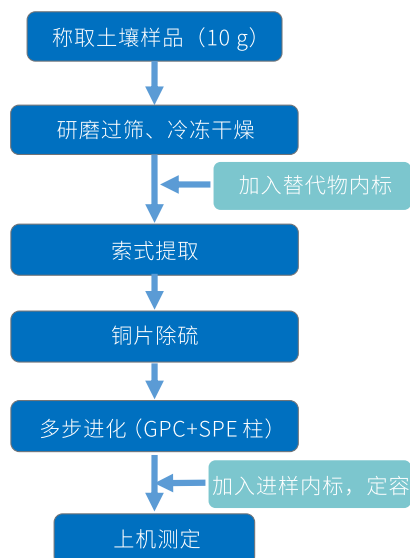 称取土壤样品（10 g）
研磨过筛、冷冻干燥
加入替代物内标
索式提取
铜片除硫
多步进化（GPC+SPE 柱）
加入进样内标，定容
上机测定